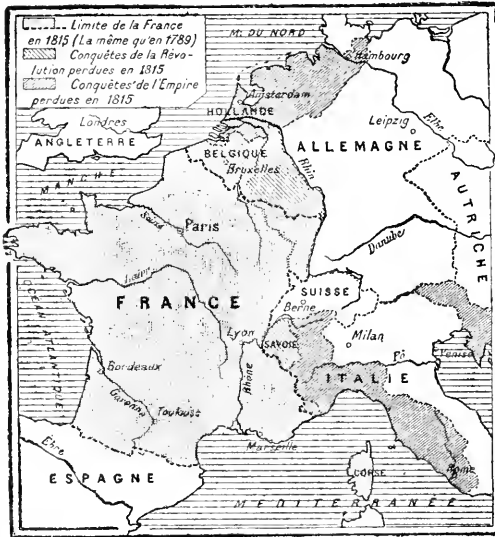 Limite de la France
en 1815 (La même qu'en 1789)
Conquêtes de la Révo-
lution perdues en 1815
Conquêtes de l'Empire
perdues en 1815
M. DU NORD
Hambourg
Amsterdam
HOLLANDE
Londres
ANGLETERRE
Leipzig
Elbe
ALLEMAGNE
BELGIQUE
Bruxelles
Rhin
MANCHE
AUTRICHE
Paris
Seine
Danube
Loire
SUISSE
Berne
FRANCE
OCÉAN ATLANTIQUE
Lyon
SAVOIE
Milan
Venise
Pô
ITALIE
Bordeaux
Rhône
Garonne
Toulouse
Marseille
Ebre
ESPAGNE
CORSE
Rome
MEDITERRANÉE